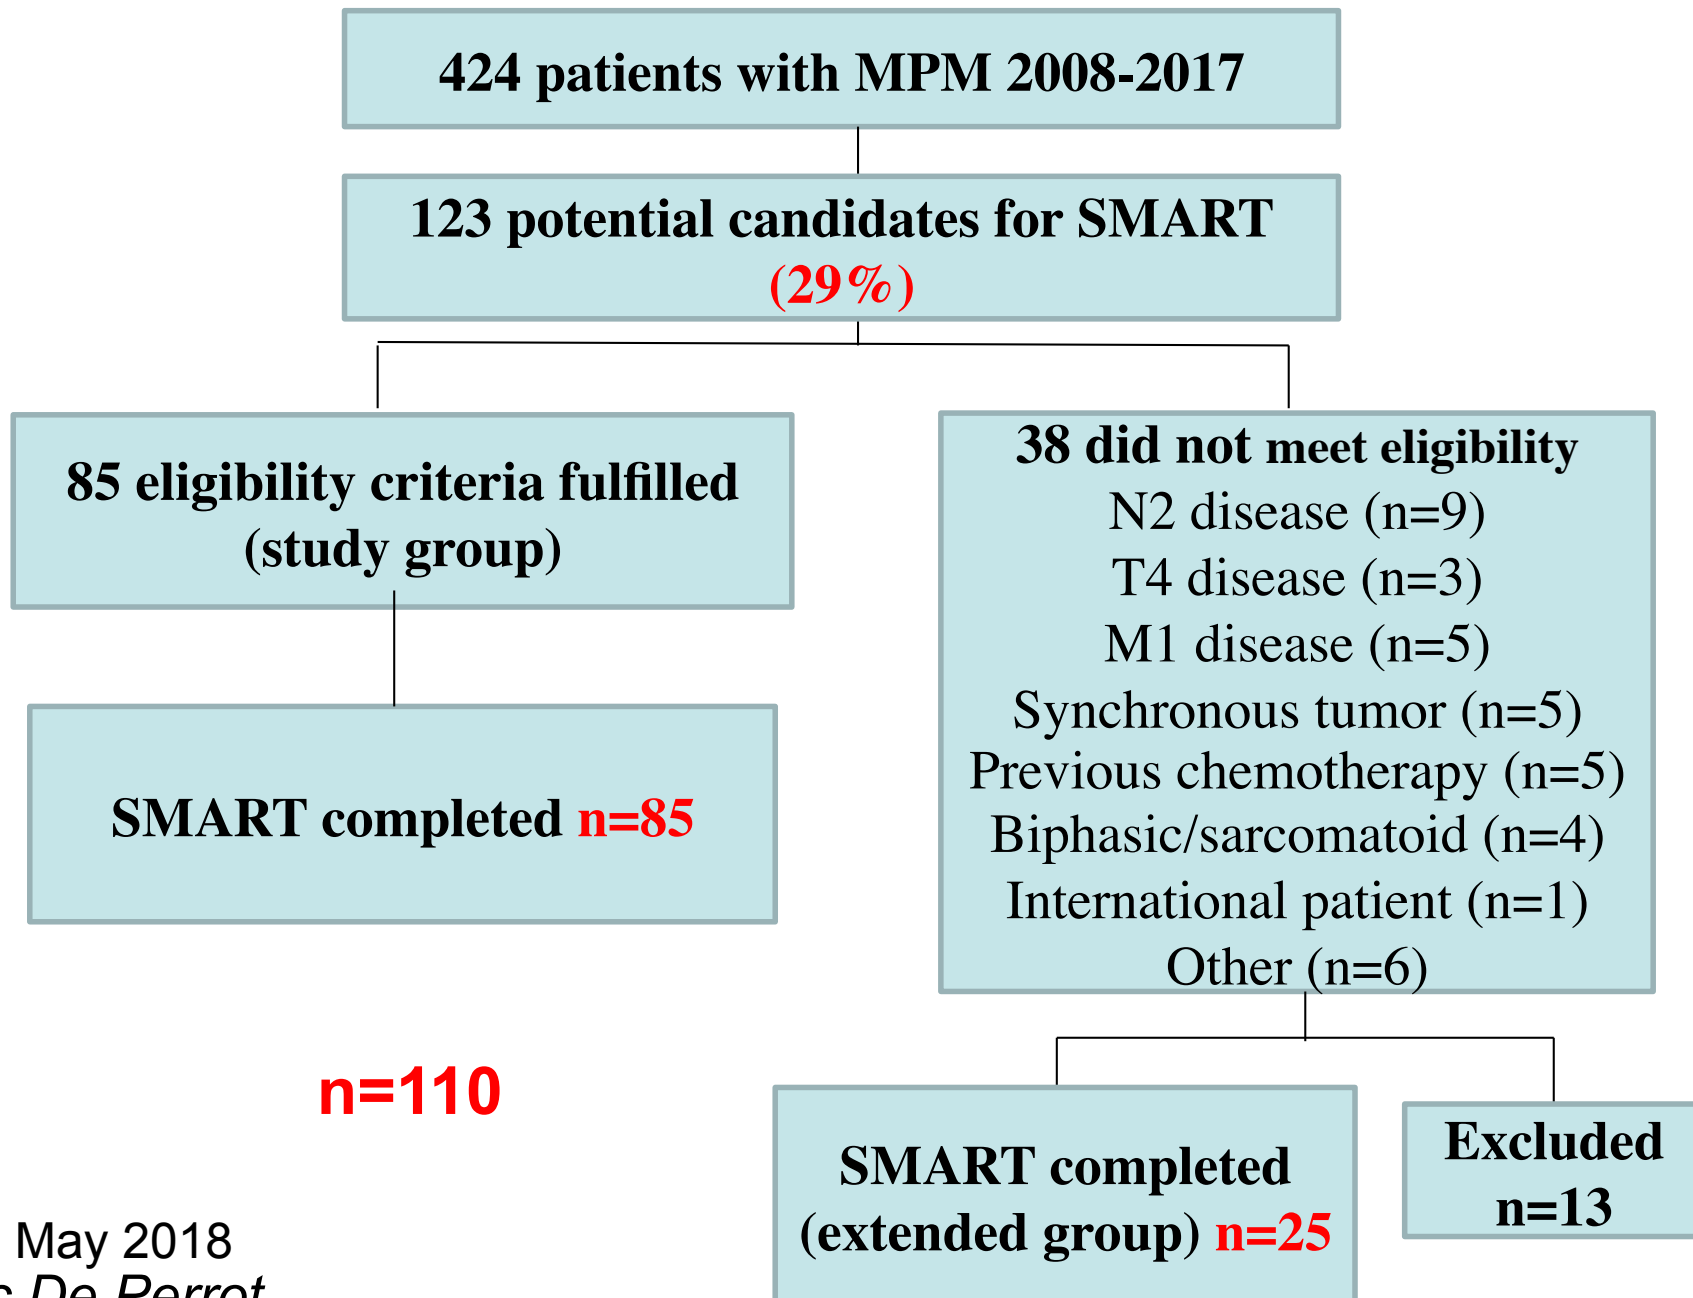 424 patients with MPM 2008-2017
123 potential candidates for SMART
(29%)
85 eligibility criteria fulfilled
(study group)
SMART completed n=85
38 did not meet eligibility
N2 disease (n=9)
T4 disease (n=3)
M1 disease (n=5)
Synchronous tumor (n=5)
Previous chemotherapy (n=5)
Biphasic/sarcomatoid (n=4)
International patient (n=1)
Other (n=6)
n=110
SMART completed
(extended group) n=25
Excluded
n=13
May 2018
De Perrot